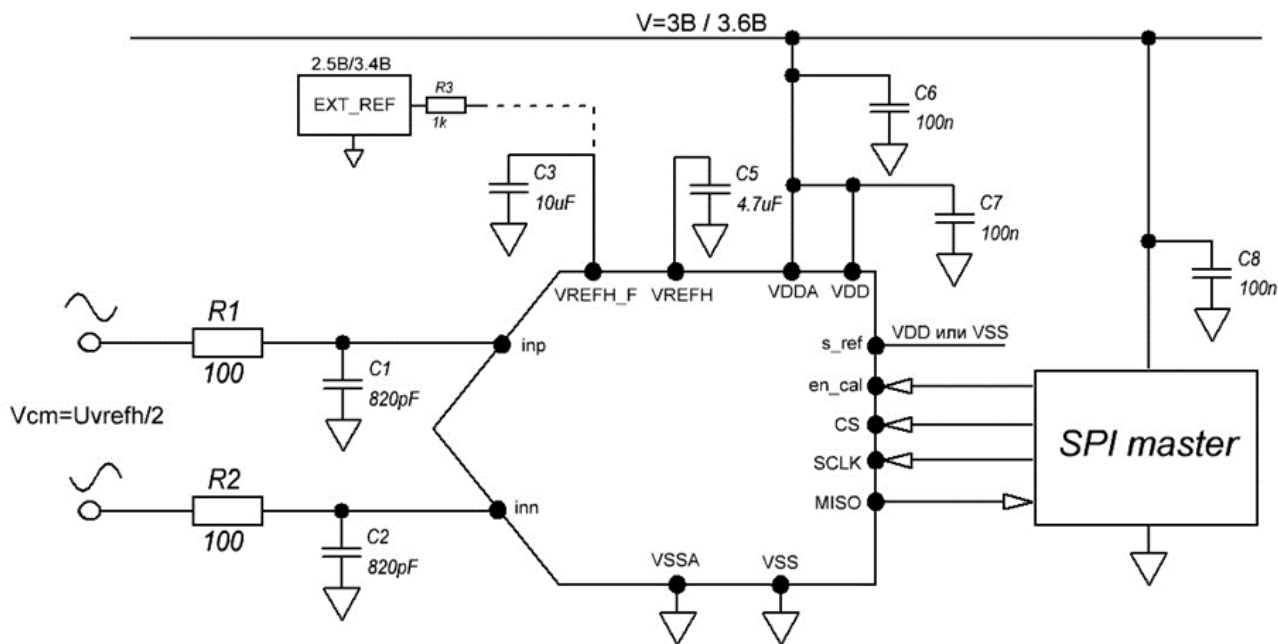 V=3В / 3.6В
2.5В/3.4В
EXT_REF
R3
1k
C3
10uF
C5
4.7uF
C6
100n
C7
100n
C8
100n
VREFH_F
VREFH
VDDA
VDD
R1
100
C1
820pF
inp
s_ref
VDD или VSS
en_cal
CS
SCLK
MISO
SPI master
Vcm=Uvrefh/2
R2
100
C2
820pF
inn
VSSA
VSS